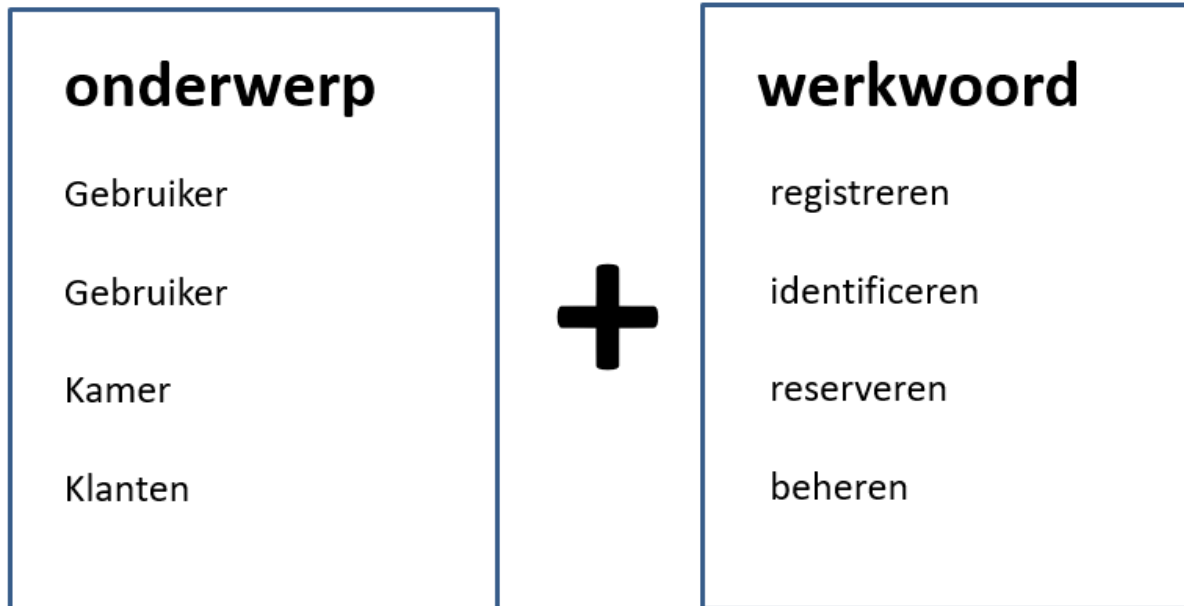 onderwerp
Gebruiker
Gebruiker
Kamer
Klanten
+
werkwoord
registreren
identificeren
reserveren
beheren